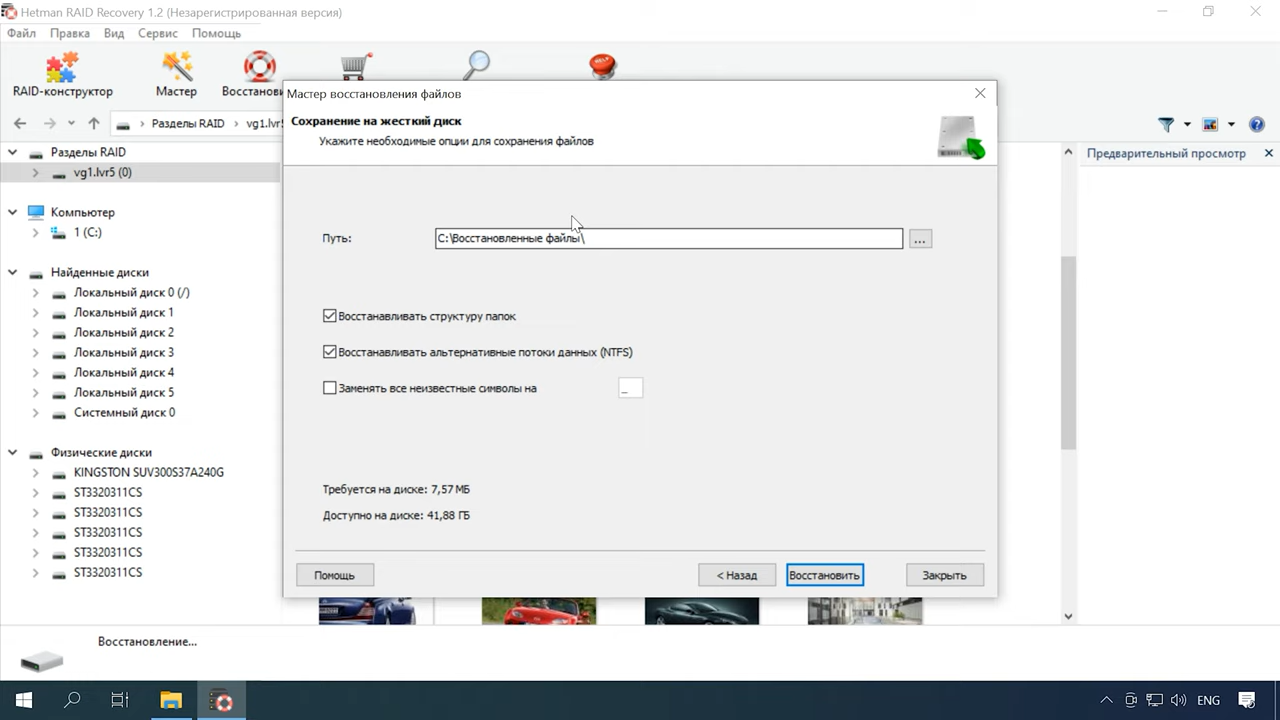 Hetman RAID Recovery 1.2 (Незарегистрированная версия)
Файл Правка Вид Сервис Помощь
RAID-конструктор Мастер Восстанови
Разделы RAID vg1.lvr5
Предварительный просмотр
Разделы RAID
vg1.lvr5 (0)
Компьютер
1 (C:)
Найденные диски
Локальный диск 0 (/)
Локальный диск 1
Локальный диск 2
Локальный диск 3
Локальный диск 4
Локальный диск 5
Системный диск 0
Физические диски
KINGSTON SUV300S37A240G
ST3320311CS
ST3320311CS
ST3320311CS
ST3320311CS
ST3320311CS
Мастер восстановления файлов
Сохранение на жесткий диск
Укажите необходимые опции для сохранения файлов
Путь: C:\Восстановленные файлы\ ...
Восстанавливать структуру папок
Восстанавливать альтернативные потоки данных (NTFS)
Заменять все неизвестные символы на _
Требуется на диске: 7,57 МБ
Доступно на диске: 41,88 ГБ
Помощь < Назад Восстановить Закрыть
Восстановление...
ENG